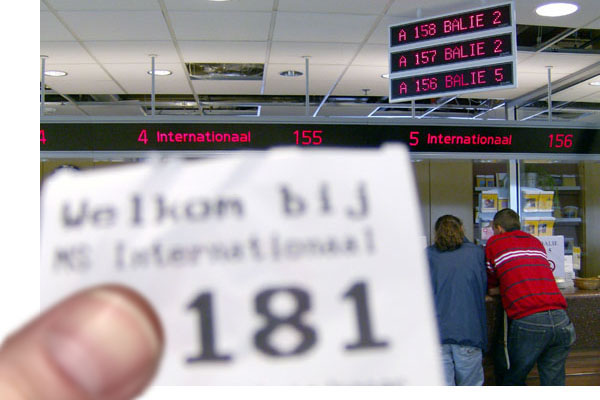 A 158 BALIE 2
A 157 BALIE 2
A 156 BALIE 5
4 4 Internationaal 155 5 Internationaal 156
Welkom bij
NS Internationaal
181